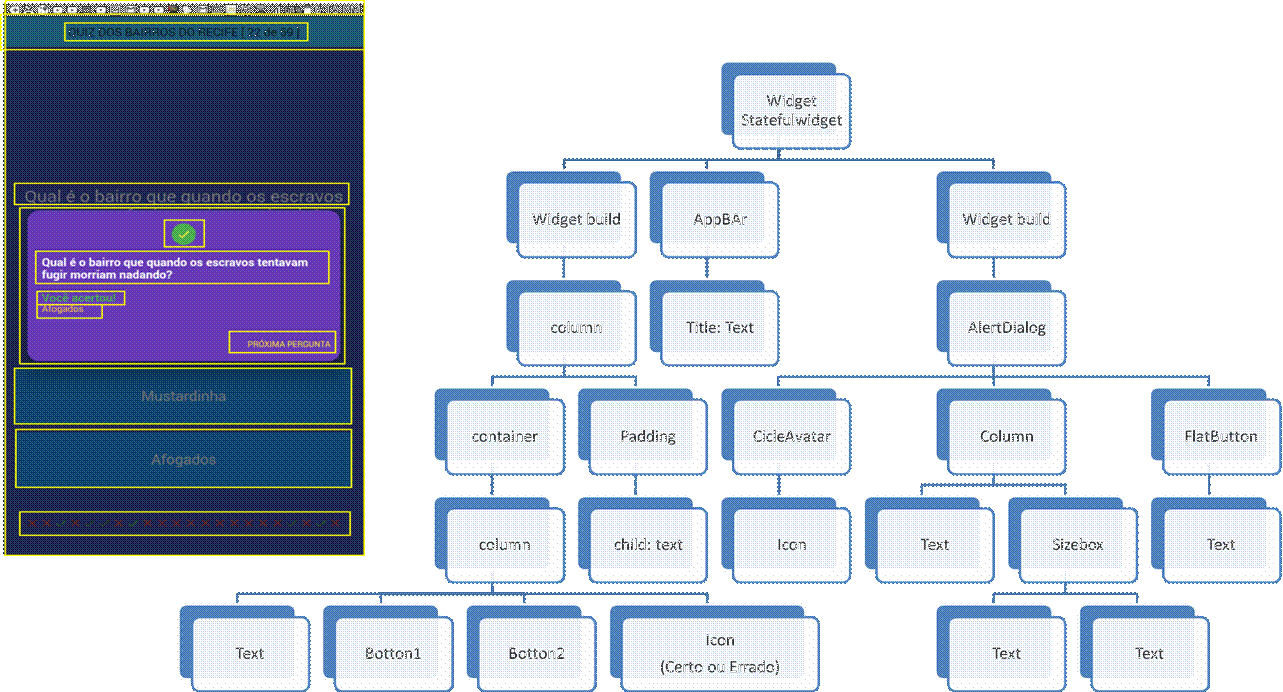 QUIZ DOS BAIRROS DO RECIFE [ 22 de 39 ]
Qual é o bairro que quando os escravos
Qual é o bairro que quando os escravos tentavam
fugir morriam nadando?
Você acertou!
Afogados
PRÓXIMA PERGUNTA
Mustardinha
Afogados
Widget
Statefulwidget
Widget build
AppBAr
Widget build
column
Title: Text
AlertDialog
container
Padding
CicleAvatar
Column
FlatButton
column
child: text
Icon
Text
Sizebox
Text
Text
Botton1
Botton2
Icon
(Certo ou Errado)
Text
Text